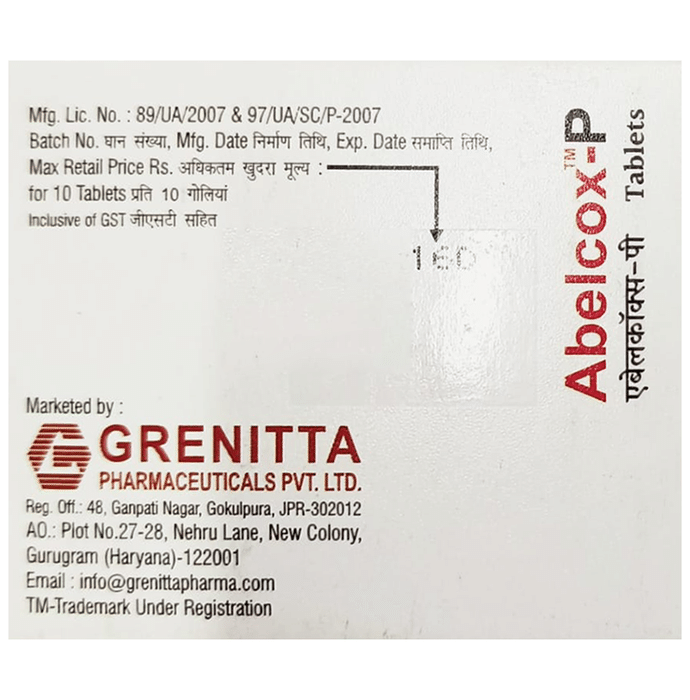 Mfg. Lic. No. : 89/UA/2007 & 97/UA/SC/P-2007
Batch No. घान संख्या, Mfg. Date निर्माण तिथि, Exp. Date समाप्ति तिथि,
Max Retail Price Rs. अधिकतम खुदरा मूल्य :
for 10 Tablets प्रति 10 गोलियां
Inclusive of GST जीएसटी सहित
Marketed by :
GRENITTA
PHARMACEUTICALS PVT. LTD.
Reg. Off.: 48, Ganpati Nagar, Gokulpura, JPR-302012
AO.: Plot No.27-28, Nehru Lane, New Colony,
Gurugram (Haryana)-122001
Email : info@grenittapharma.com
TM-Trademark Under Registration
Abelcox™-P
एबेलकॉक्स-पी Tablets